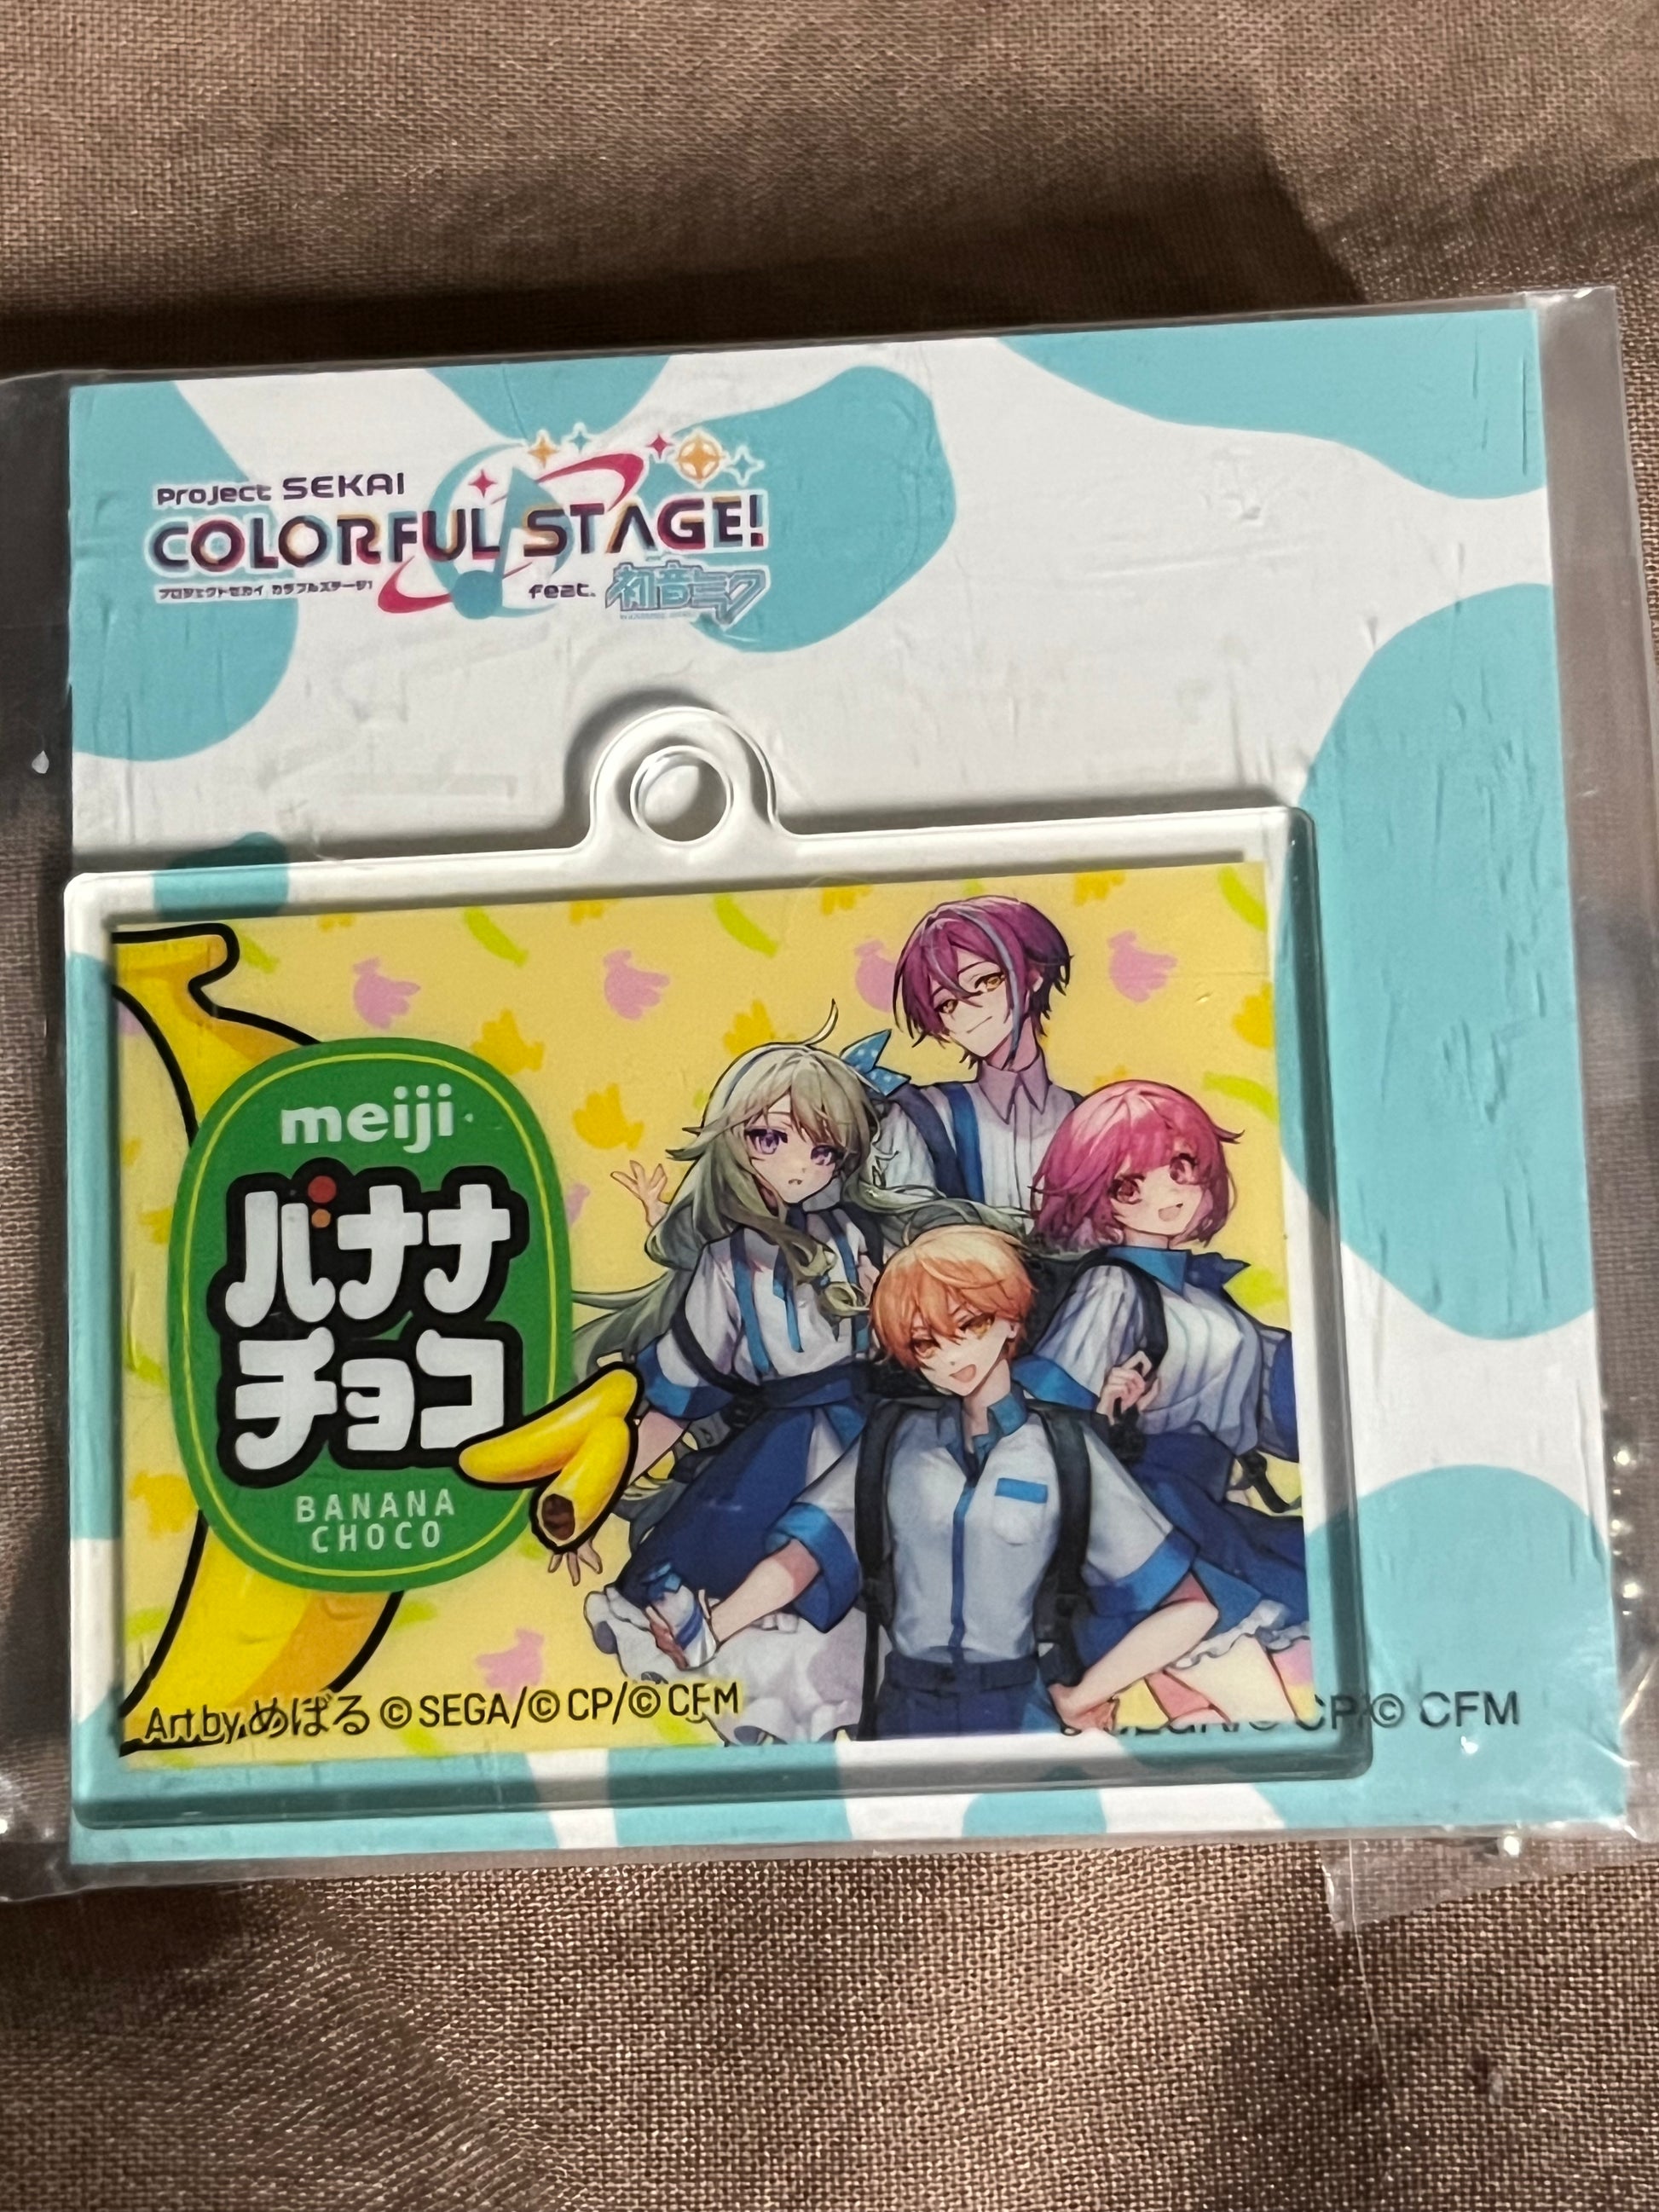 Project SEKAI
COLORFUL STAGE!
プロジェクトセカイ カラフルステージ!
feat. 初音ミク
meiji
バナナ
チョコ
BANANA
CHOCO
Art by めばる © SEGA/© CP/© CFM
CP/© CFM